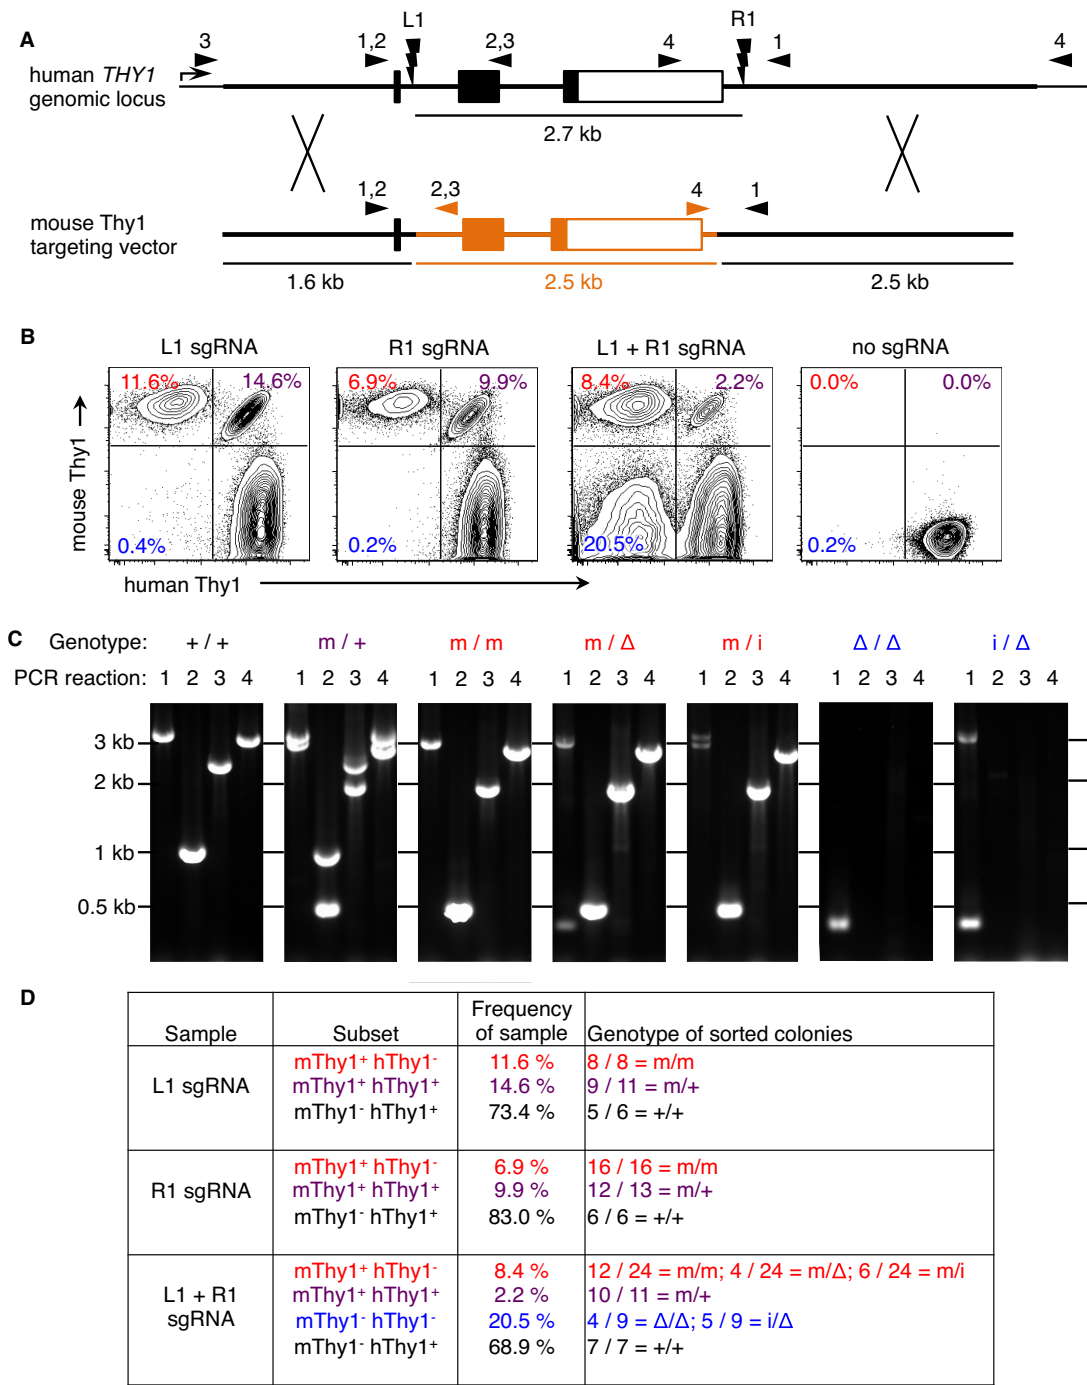 A
3
1,2
L1
2,3
4
R1
1
4
human THY1
genomic locus
2.7 kb
1,2
2,3
4
1
mouse Thy1
targeting vector
1.6 kb
2.5 kb
2.5 kb
B
L1 sgRNA
R1 sgRNA
L1 + R1 sgRNA
no sgRNA
11.6%
14.6%
6.9%
9.9%
8.4%
2.2%
0.0%
0.0%
mouse Thy1
0.4%
0.2%
20.5%
0.2%
human Thy1
C
Genotype: + / + m / + m / m m / Δ m / i Δ / Δ i / Δ
PCR reaction: 1 2 3 4 1 2 3 4 1 2 3 4 1 2 3 4 1 2 3 4 1 2 3 4 1 2 3 4
3 kb
2 kb
1 kb
0.5 kb
D
Sample Subset Frequency of sample Genotype of sorted colonies
L1 sgRNA
mThy1⁺ hThy1⁻ 11.6 % 8 / 8 = m/m
mThy1⁺ hThy1⁺ 14.6 % 9 / 11 = m/+
mThy1⁻ hThy1⁺ 73.4 % 5 / 6 = +/+
R1 sgRNA
mThy1⁺ hThy1⁻ 6.9 % 16 / 16 = m/m
mThy1⁺ hThy1⁺ 9.9 % 12 / 13 = m/+
mThy1⁻ hThy1⁺ 83.0 % 6 / 6 = +/+
L1 + R1
sgRNA
mThy1⁺ hThy1⁻ 8.4 % 12 / 24 = m/m; 4 / 24 = m/Δ; 6 / 24 = m/i
mThy1⁺ hThy1⁺ 2.2 % 10 / 11 = m/+
mThy1⁻ hThy1⁻ 20.5 % 4 / 9 = Δ/Δ; 5 / 9 = i/Δ
mThy1⁻ hThy1⁺ 68.9 % 7 / 7 = +/+